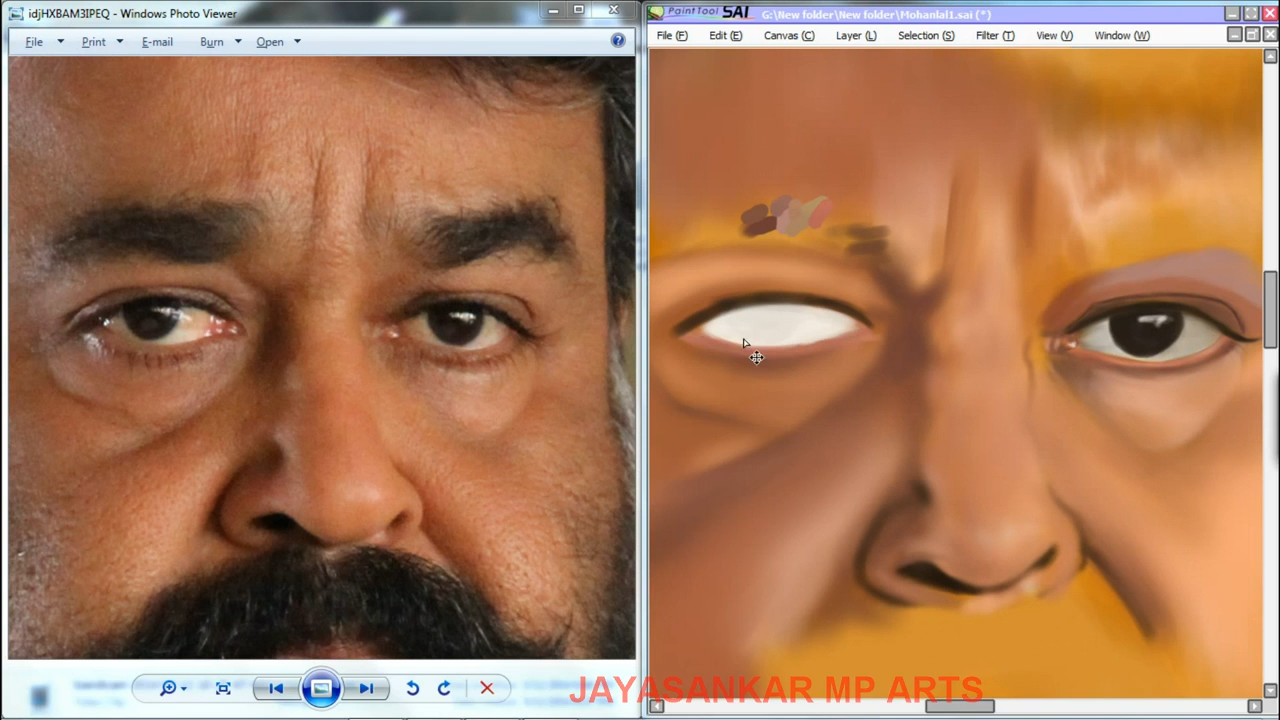 idjHXBAM3IPEQ - Windows Photo Viewer
File Print E-mail Burn Open
PaintTool SAI G:\New folder\New folder\Mohanlal1.sai (*)
File (F) Edit (E) Canvas (C) Layer (L) Selection (S) Filter (T) View (V) Window (W)
JAYASANKAR MP ARTS